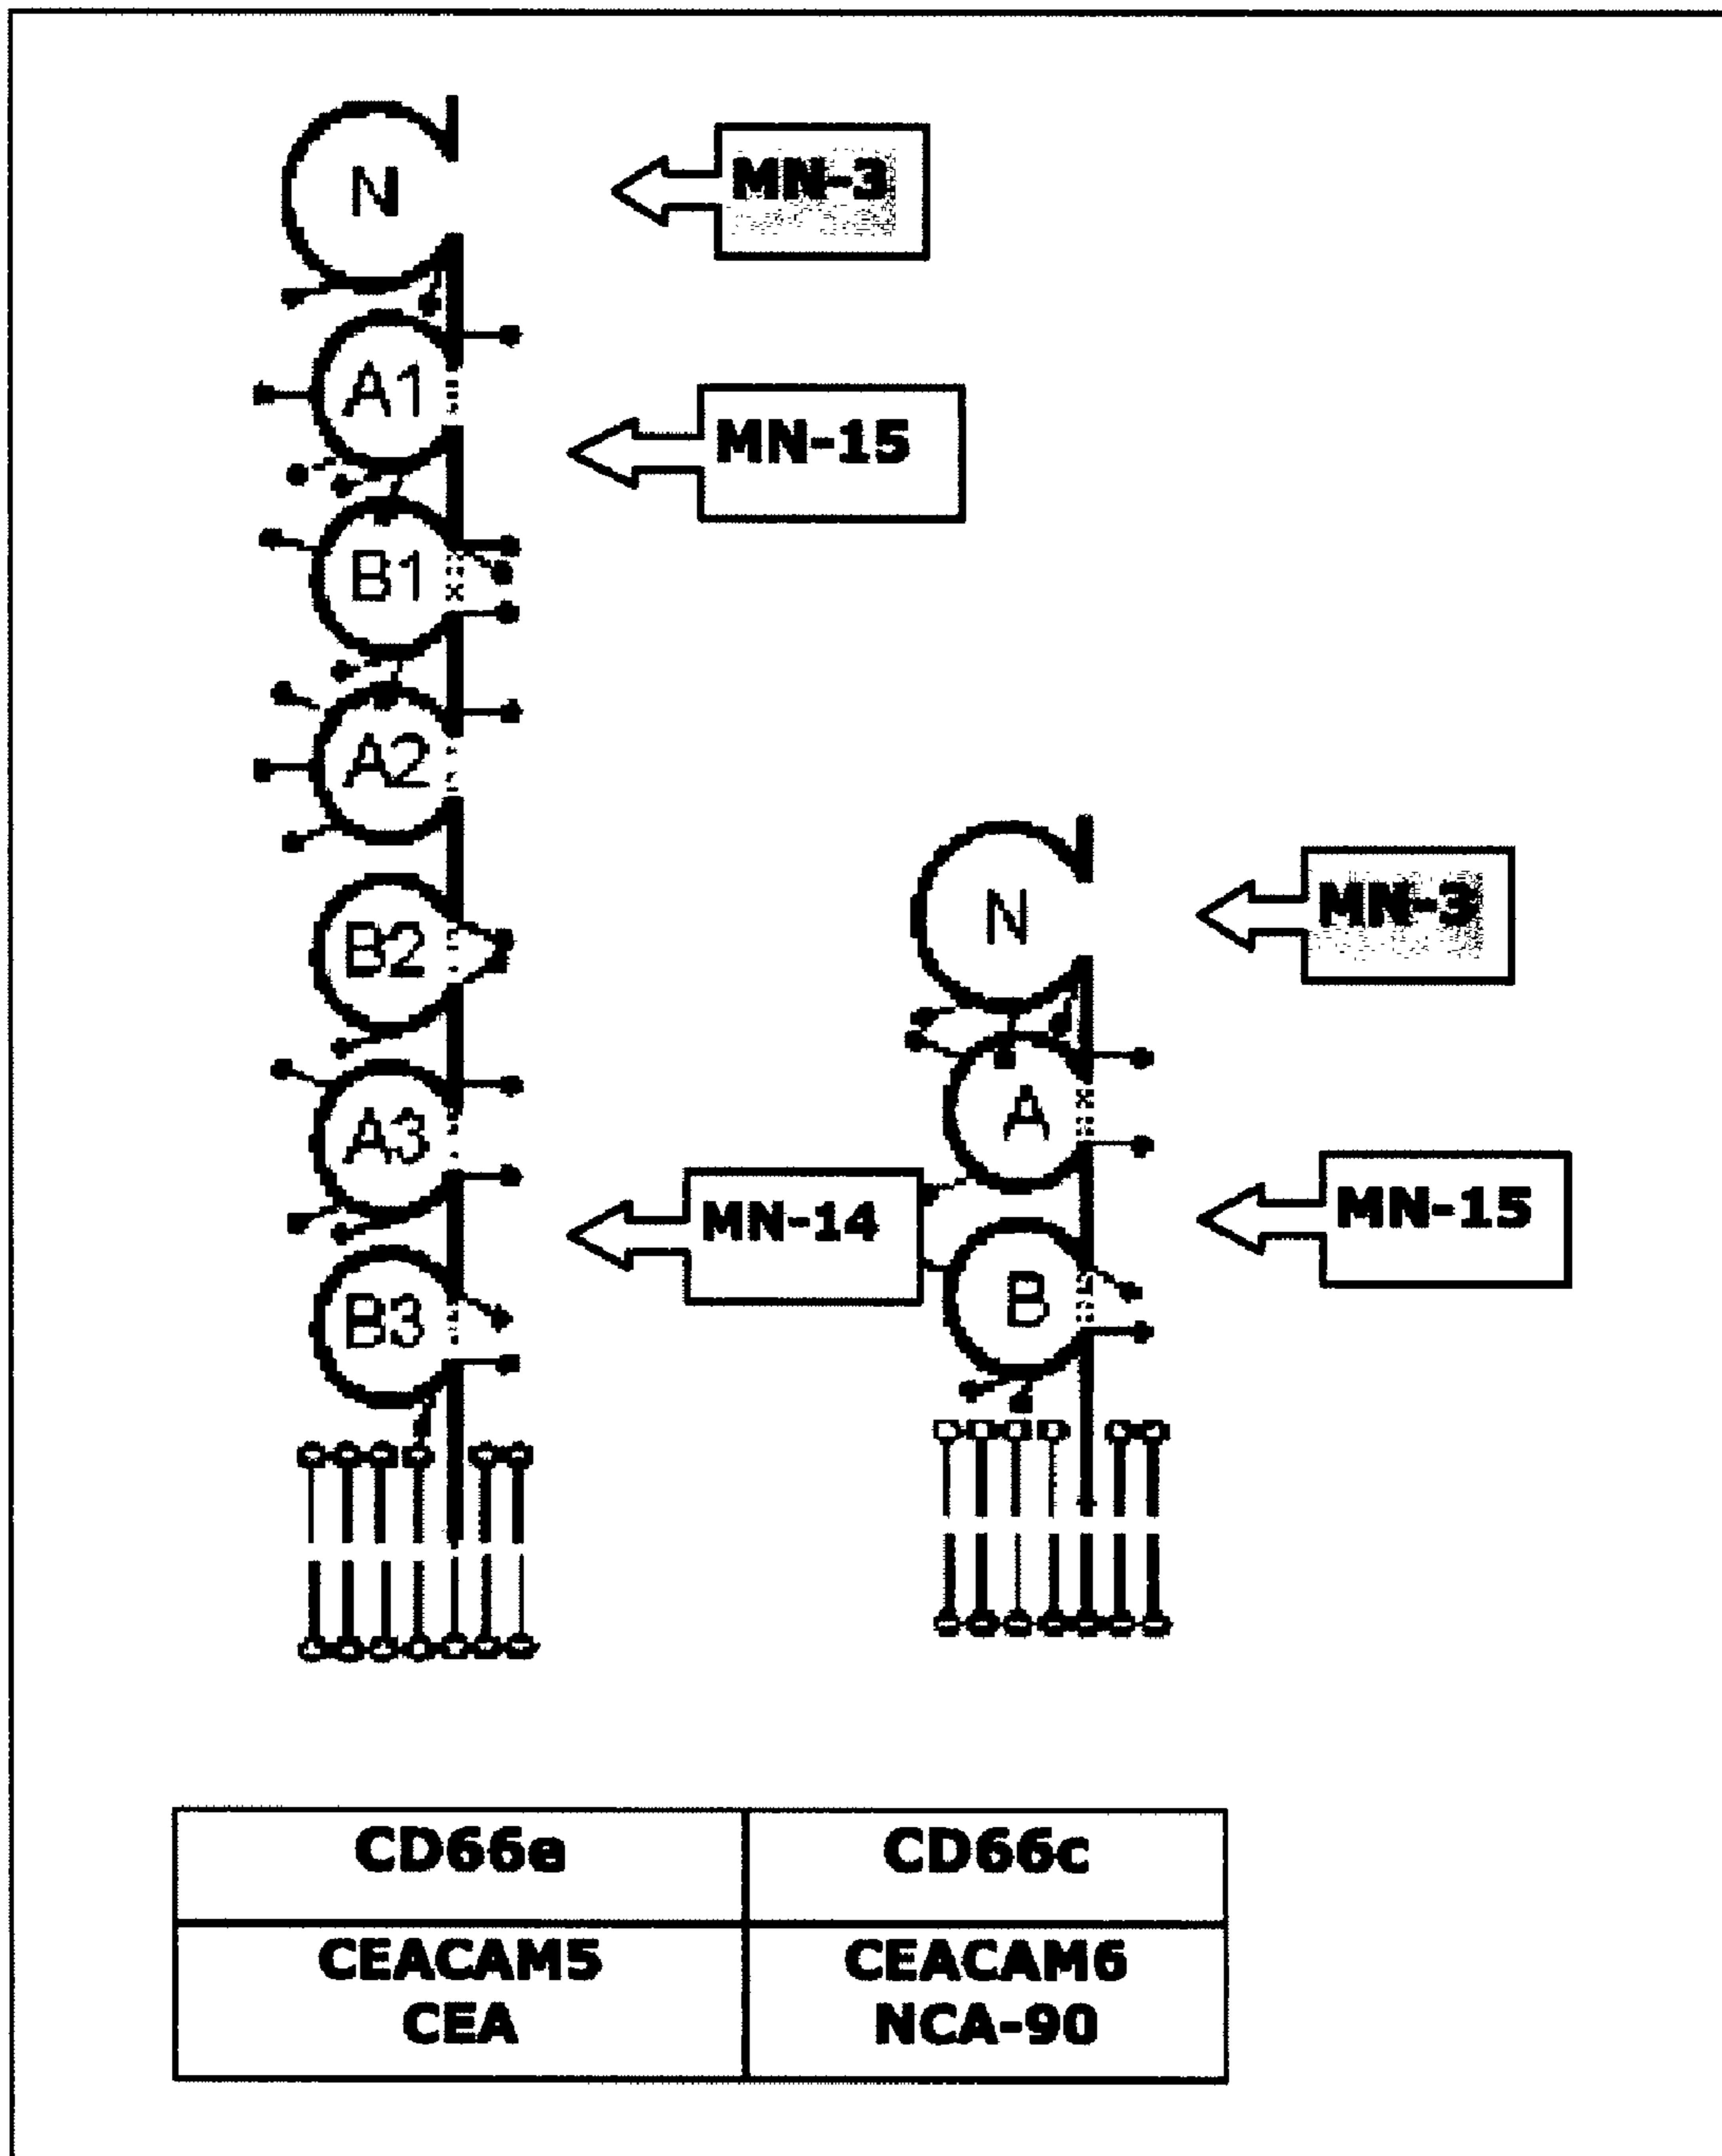 N
MN-3
A1
MN-15
B1
A2
B2
A3
MN-14
B3
N
MN-3
A
MN-15
B
CD66e CD66c
CEACAM5 CEACAM6
CEA NCA-90